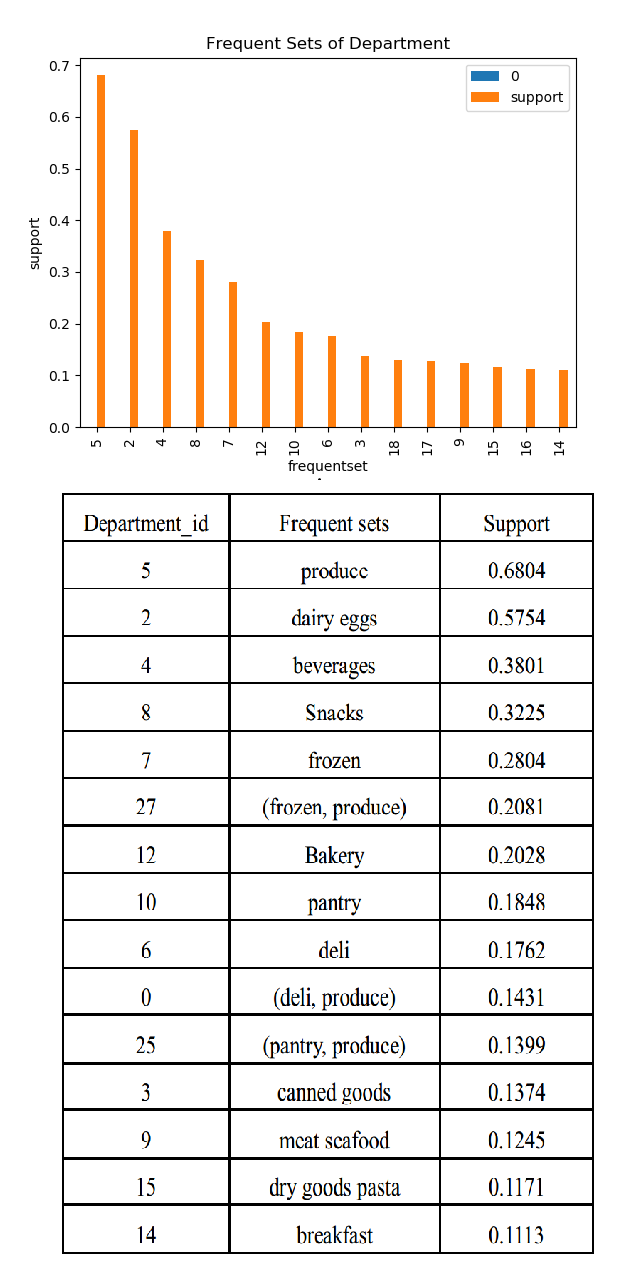 Frequent Sets of Department
0
support
0.7
0.6
0.5
0.4
0.3
0.2
0.1
0.0
support
5 2 4 8 7 12 10 6 3 18 17 9 15 16 14
frequentset
Department_id Frequent sets Support
5 produce 0.6804
2 dairy eggs 0.5754
4 beverages 0.3801
8 Snacks 0.3225
7 frozen 0.2804
27 (frozen, produce) 0.2081
12 Bakery 0.2028
10 pantry 0.1848
6 deli 0.1762
0 (deli, produce) 0.1431
25 (pantry, produce) 0.1399
3 canned goods 0.1374
9 meat seafood 0.1245
15 dry goods pasta 0.1171
14 breakfast 0.1113